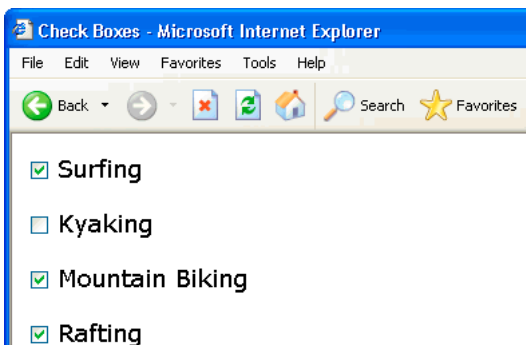 Check Boxes - Microsoft Internet Explorer
File Edit View Favorites Tools Help
Back Search Favorites
Surfing
Kyaking
Mountain Biking
Rafting